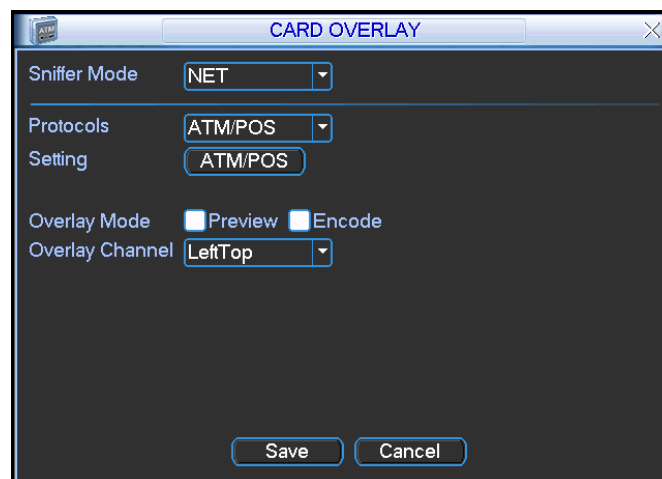 ATM
CARD OVERLAY
Sniffer Mode NET
Protocols ATM/POS
Setting ATM/POS
Overlay Mode Preview Encode
Overlay Channel LeftTop
Save Cancel